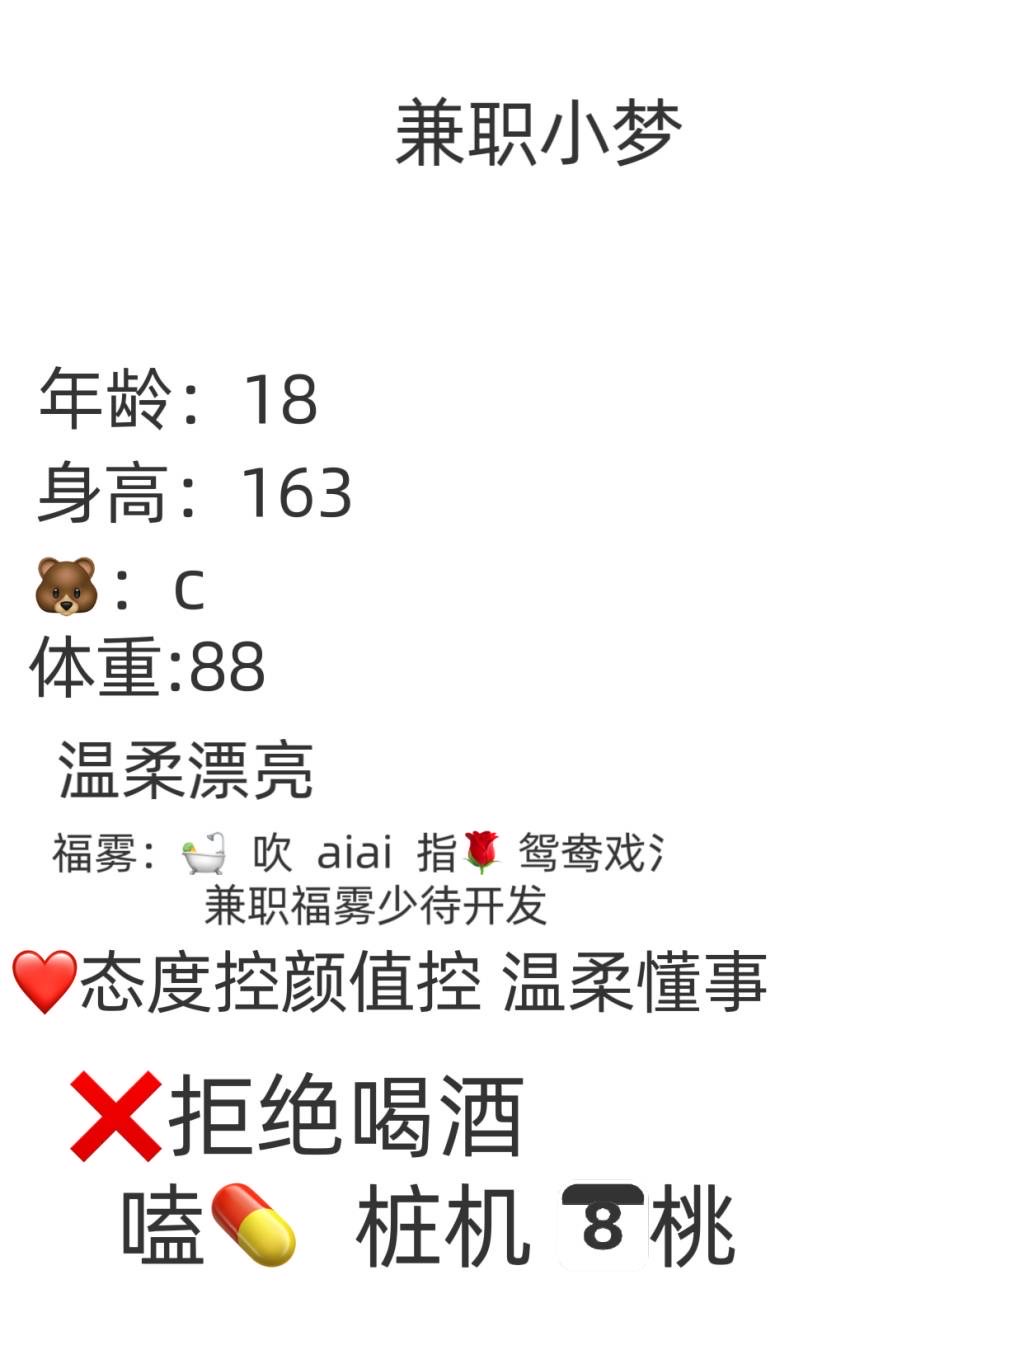 兼职小梦
年龄：18
身高：163
🐻：c
体重:88
温柔漂亮
福雾：🛀 吹 aiai 指🌹 鸳鸯戏氵
兼职福雾少待开发
❤️态度控颜值控 温柔懂事
❌拒绝喝酒
嗑💊 桩机 8桃